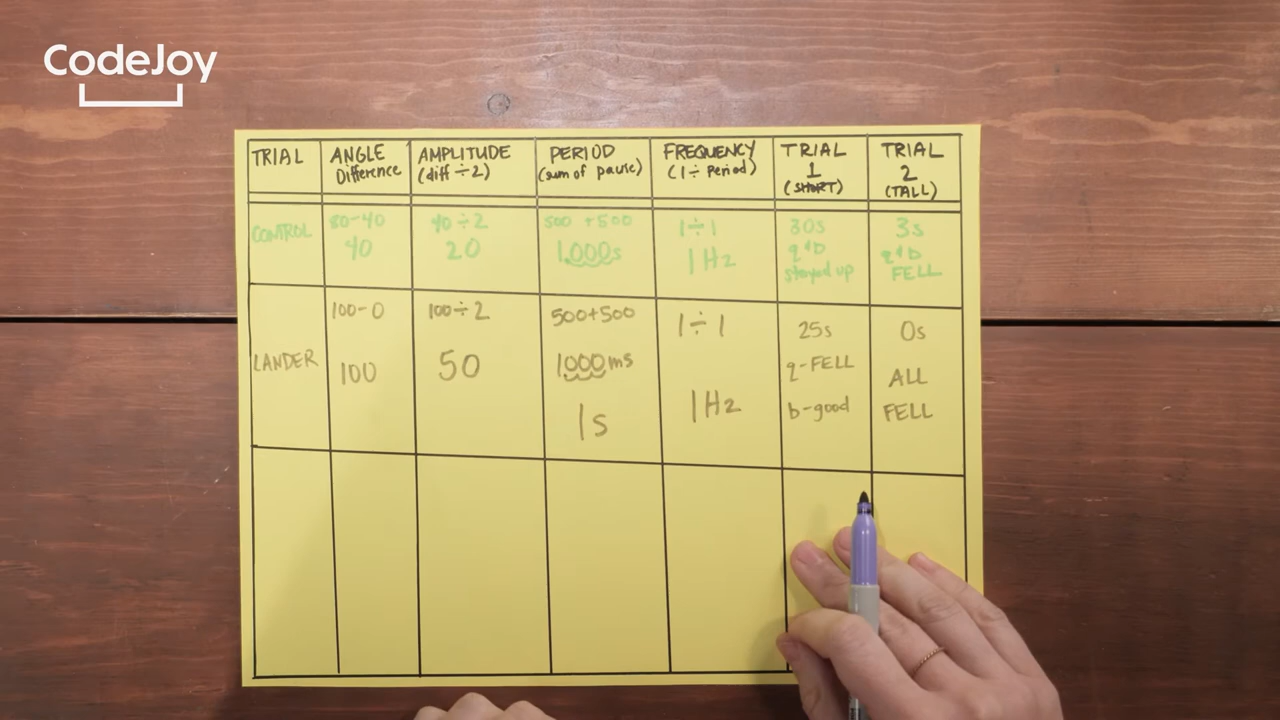 CodeJoy
TRIAL
ANGLE
Difference
AMPLITUDE
(diff ÷ 2)
PERIOD
(sum of pause)
FREQUENCY
(1 ÷ Period)
TRIAL
1
(SHORT)
TRIAL
2
(TALL)
CONTROL
80-40
40
40 ÷ 2
20
500 + 500
1,000s
1 ÷ 1
1 Hz
30s
q + b
stayed up
3s
q + b
FELL
LANDER
100-0
100
100 ÷ 2
50
500+500
1000ms
1s
1 ÷ 1
1 Hz
25s
q-FELL
b-good
0s
ALL
FELL